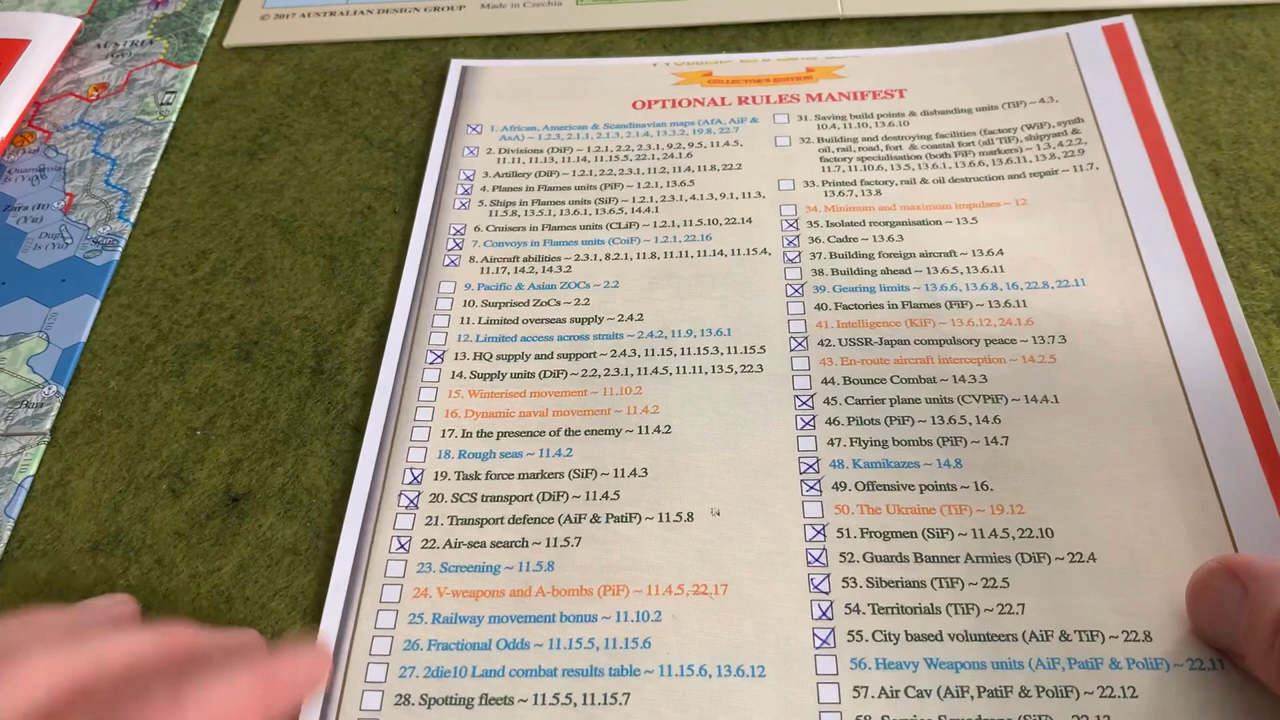 © 2017 AUSTRALIAN DESIGN GROUP
Made in Czechia
AUSTRIA
(Ge)
Zara (It)
(Yu)
Dugi
Is (Yu)
Bari
0120
COLLECTOR'S EDITION
OPTIONAL RULES MANIFEST
1. African, American & Scandinavian maps (AfA, AiF &
AsA) ~ 1.2.3, 2.1.1, 2.1.3, 2.1.4, 13.3.2, 19.8, 22.7
2. Divisions (DiF) ~ 1.2.1, 2.2, 2.3.1, 9.2, 9.5, 11.4.5,
11.11, 11.13, 11.14, 11.15.5, 22.1, 24.1.6
3. Artillery (DiF) ~ 1.2.1, 2.2, 2.3.1, 11.2, 11.4, 11.8, 22.2
4. Planes in Flames units (PiF) ~ 1.2.1, 13.6.5
5. Ships in Flames units (SiF) ~ 1.2.1, 2.3.1, 4.1.3, 9.1, 11.3,
11.5.8, 13.5.1, 13.6.1, 13.6.5, 14.4.1
6. Cruisers in Flames units (CLiF) ~ 1.2.1, 11.5.10, 22.14
7. Convoys in Flames units (CoiF) ~ 1.2.1, 22.16
8. Aircraft abilities ~ 2.3.1, 8.2.1, 11.8, 11.11, 11.14, 11.15.4,
11.17, 14.2, 14.3.2
9. Pacific & Asian ZOCs ~ 2.2
10. Surprised ZoCs ~ 2.2
11. Limited overseas supply ~ 2.4.2
12. Limited access across straits ~ 2.4.2, 11.9, 13.6.1
13. HQ supply and support ~ 2.4.3, 11.15, 11.15.3, 11.15.5
14. Supply units (DiF) ~ 2.2, 2.3.1, 11.4.5, 11.11, 13.5, 22.3
15. Winterised movement ~ 11.10.2
16. Dynamic naval movement ~ 11.4.2
17. In the presence of the enemy ~ 11.4.2
18. Rough seas ~ 11.4.2
19. Task force markers (SiF) ~ 11.4.3
20. SCS transport (DiF) ~ 11.4.5
21. Transport defence (AiF & PatiF) ~ 11.5.8
22. Air-sea search ~ 11.5.7
23. Screening ~ 11.5.8
24. V-weapons and A-bombs (PiF) ~ 11.4.5, 22.17
25. Railway movement bonus ~ 11.10.2
26. Fractional Odds ~ 11.15.5, 11.15.6
27. 2die10 Land combat results table ~ 11.15.6, 13.6.12
28. Spotting fleets ~ 11.5.5, 11.15.7
31. Saving build points & disbanding units (TiF) ~ 4.3,
10.4, 11.10, 13.6.10
32. Building and destroying facilities (factory (WiF), synth
oil, rail, road, fort & coastal fort (all TiF), shipyard &
factory specialisation (both FiF) markers) ~ 1.3, 4.2.2,
11.7, 11.10.6, 13.5, 13.6.1, 13.6.6, 13.6.11, 13.8, 22.9
33. Printed factory, rail & oil destruction and repair ~ 11.7,
13.6.7, 13.8
34. Minimum and maximum impulses ~ 12
35. Isolated reorganisation ~ 13.5
36. Cadre ~ 13.6.3
37. Building foreign aircraft ~ 13.6.4
38. Building ahead ~ 13.6.5, 13.6.11
39. Gearing limits ~ 13.6.6, 13.6.8, 16, 22.8, 22.11
40. Factories in Flames (FiF) ~ 13.6.11
41. Intelligence (KiF) ~ 13.6.12, 24.1.6
42. USSR-Japan compulsory peace ~ 13.7.3
43. En-route aircraft interception ~ 14.2.5
44. Bounce Combat ~ 14.3.3
45. Carrier plane units (CVPiF) ~ 14.4.1
46. Pilots (PiF) ~ 13.6.5, 14.6
47. Flying bombs (PiF) ~ 14.7
48. Kamikazes ~ 14.8
49. Offensive points ~ 16.
50. The Ukraine (TiF) ~ 19.12
51. Frogmen (SiF) ~ 11.4.5, 22.10
52. Guards Banner Armies (DiF) ~ 22.4
53. Siberians (TiF) ~ 22.5
54. Territorials (TiF) ~ 22.7
55. City based volunteers (AiF & TiF) ~ 22.8
56. Heavy Weapons units (AiF, PatiF & PoliF) ~ 22.11
57. Air Cav (AiF, PatiF & PoliF) ~ 22.12